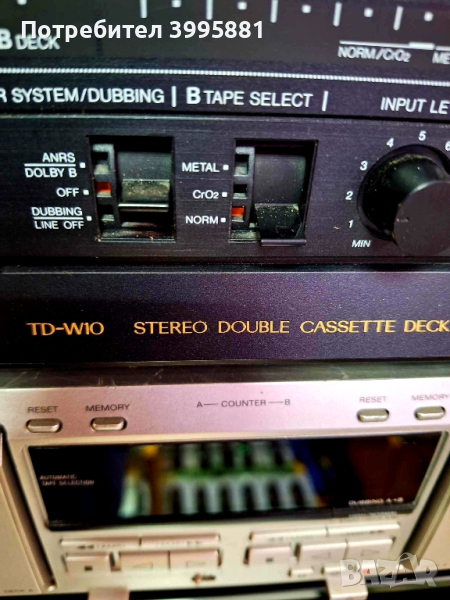 Потребител 3995881
B DECK
NORM/CrO2
R SYSTEM/DUBBING | B TAPE SELECT | INPUT LE
ANRS
DOLBY B
OFF
DUBBING
LINE OFF
METAL
CrO2
NORM
1 2 3 4 5 6
MIN
TD-W10 STEREO DOUBLE CASSETTE DECK
RESET MEMORY A — COUNTER — B RESET MEMORY
AUTOMATIC
TAPE SELECTION
BAZAR